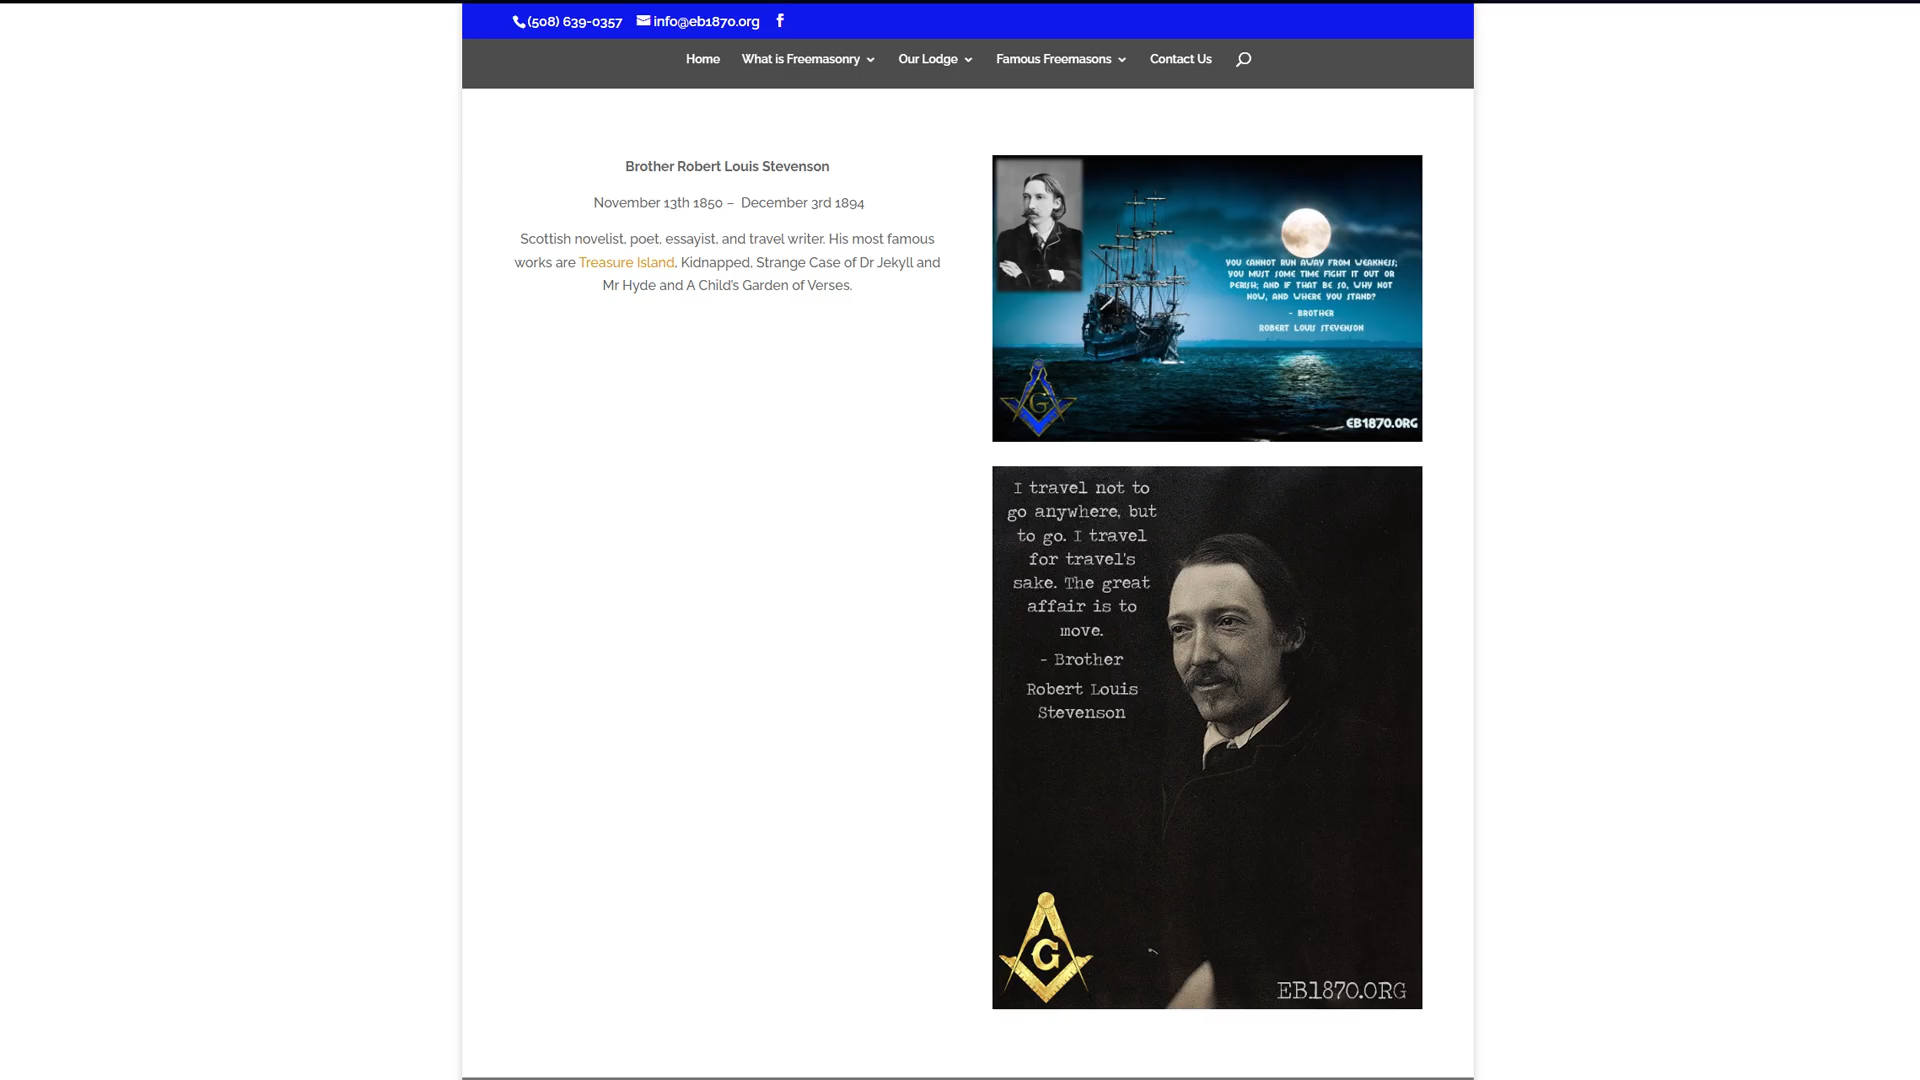 (508) 639-0357 info@eb1870.org
Home What is Freemasonry Our Lodge Famous Freemasons Contact Us
Brother Robert Louis Stevenson
November 13th 1850 – December 3rd 1894
Scottish novelist, poet, essayist, and travel writer. His most famous
works are Treasure Island, Kidnapped, Strange Case of Dr Jekyll and
Mr Hyde and A Child's Garden of Verses.
YOU CANNOT RUN AWAY FROM WEAKNESS;
YOU MUST SOME TIME FIGHT IT OUT OR
PERISH; AND IF THAT BE SO, WHY NOT
NOW, AND WHERE YOU STAND?
- BROTHER
ROBERT LOUIS STEVENSON
G
EB1870.ORG
I travel not to
go anywhere, but
to go. I travel
for travel's
sake. The great
affair is to
move.
- Brother
Robert Louis
Stevenson
G
EB1870.ORG